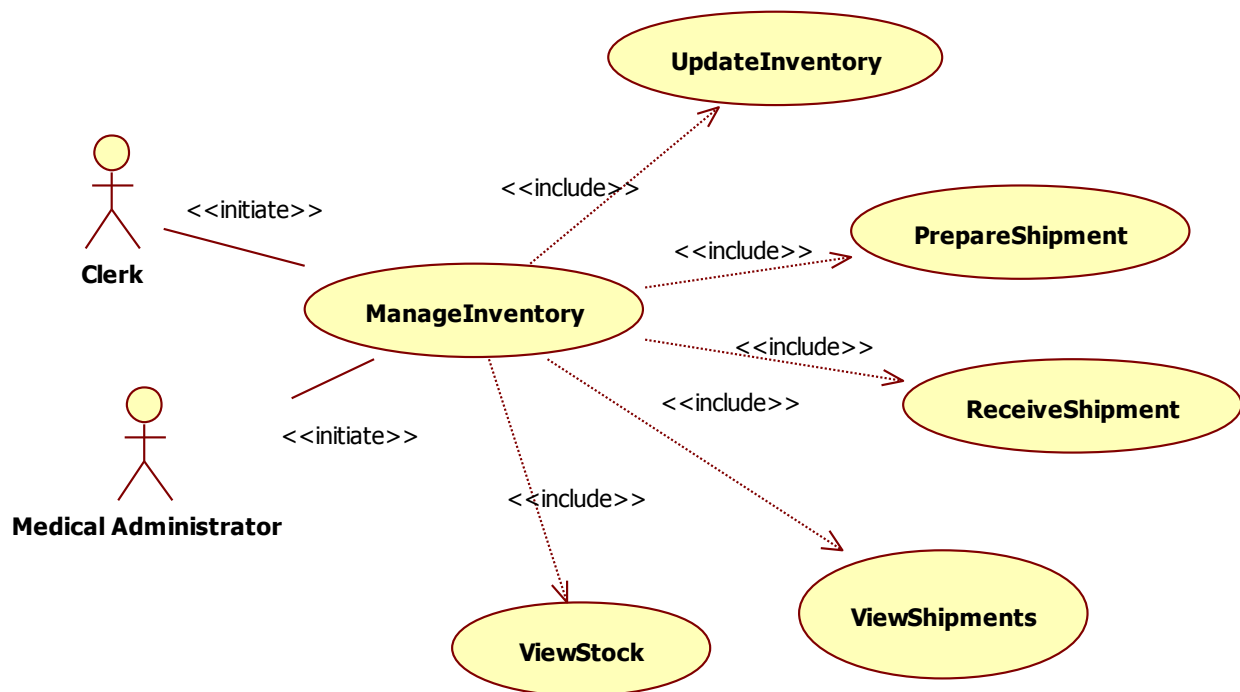 UpdateInventory
<<include>>
<<initiate>>
PrepareShipment
<<include>>
Clerk
ManageInventory
<<include>>
ReceiveShipment
<<include>>
<<initiate>>
<<include>>
Medical Administrator
ViewShipments
ViewStock